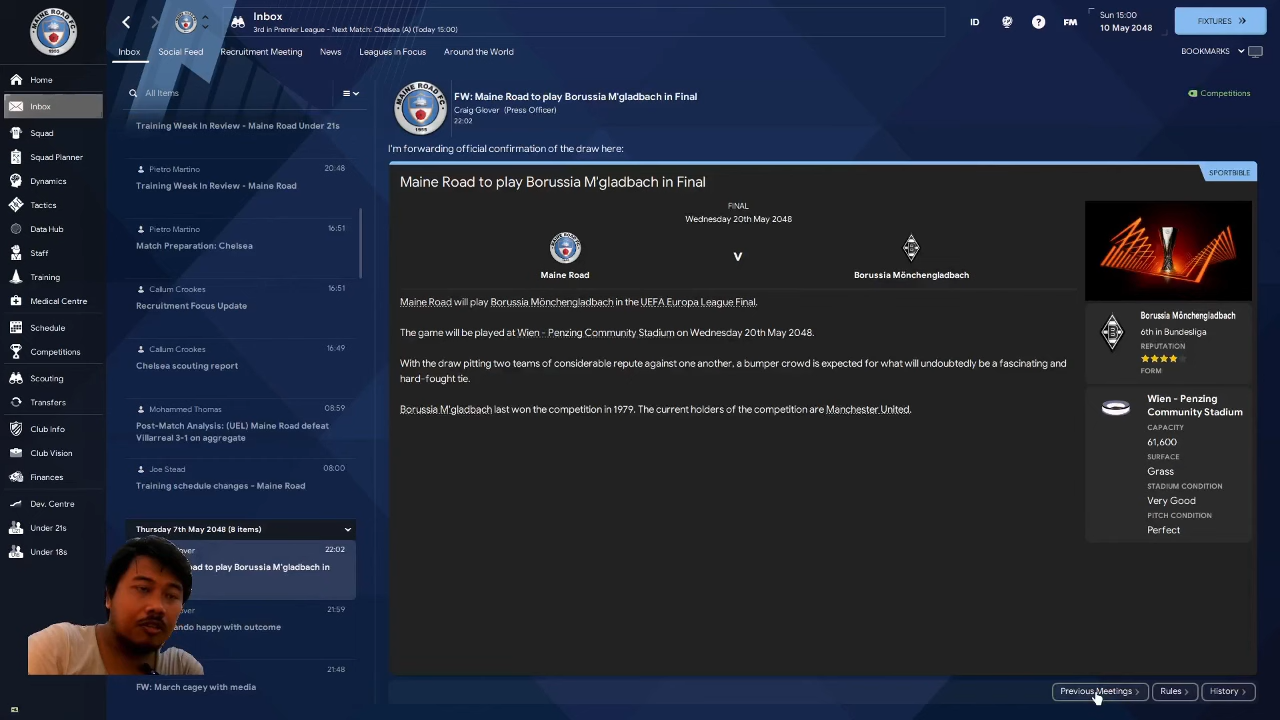 Inbox
3rd in Premier League - Next Match: Chelsea (A) (Today 15:00)
ID
?
FM
Sun 15:00
10 May 2048
FIXTURES
Inbox
Social Feed
Recruitment Meeting
News
Leagues in Focus
Around the World
BOOKMARKS
Home
Inbox
Squad
Squad Planner
Dynamics
Tactics
Data Hub
Staff
Training
Medical Centre
Schedule
Competitions
Scouting
Transfers
Club Info
Club Vision
Finances
Dev. Centre
Under 21s
Under 18s
All Items
Training Week In Review - Maine Road Under 21s
Pietro Martino 20:48
Training Week In Review - Maine Road
Pietro Martino 16:51
Match Preparation: Chelsea
Callum Crookes 16:51
Recruitment Focus Update
Callum Crookes 16:49
Chelsea scouting report
Mohammed Thomas 08:59
Post-Match Analysis: (UEL) Maine Road defeat
Villarreal 3-1 on aggregate
Joe Stead 08:00
Training schedule changes - Maine Road
Thursday 7th May 2048 (8 items)
22:02
to play Borussia M'gladbach in
21:59
happy with outcome
21:48
FW: March cagey with media
MAINE ROAD FC
FW: Maine Road to play Borussia M'gladbach in Final
Craig Glover (Press Officer)
22:02
Competitions
I'm forwarding official confirmation of the draw here:
SPORTBIBLE
Maine Road to play Borussia M'gladbach in Final
FINAL
Wednesday 20th May 2048
Maine Road
V
Borussia Mönchengladbach
Maine Road will play Borussia Mönchengladbach in the UEFA Europa League Final.
The game will be played at Wien - Penzing Community Stadium on Wednesday 20th May 2048.
With the draw pitting two teams of considerable repute against one another, a bumper crowd is expected for what will undoubtedly be a fascinating and
hard-fought tie.
Borussia M'gladbach last won the competition in 1979. The current holders of the competition are Manchester United.
Borussia Mönchengladbach
6th in Bundesliga
REPUTATION
FORM
Wien - Penzing
Community Stadium
CAPACITY
61,600
SURFACE
Grass
STADIUM CONDITION
Very Good
PITCH CONDITION
Perfect
Previous Meetings
Rules
History